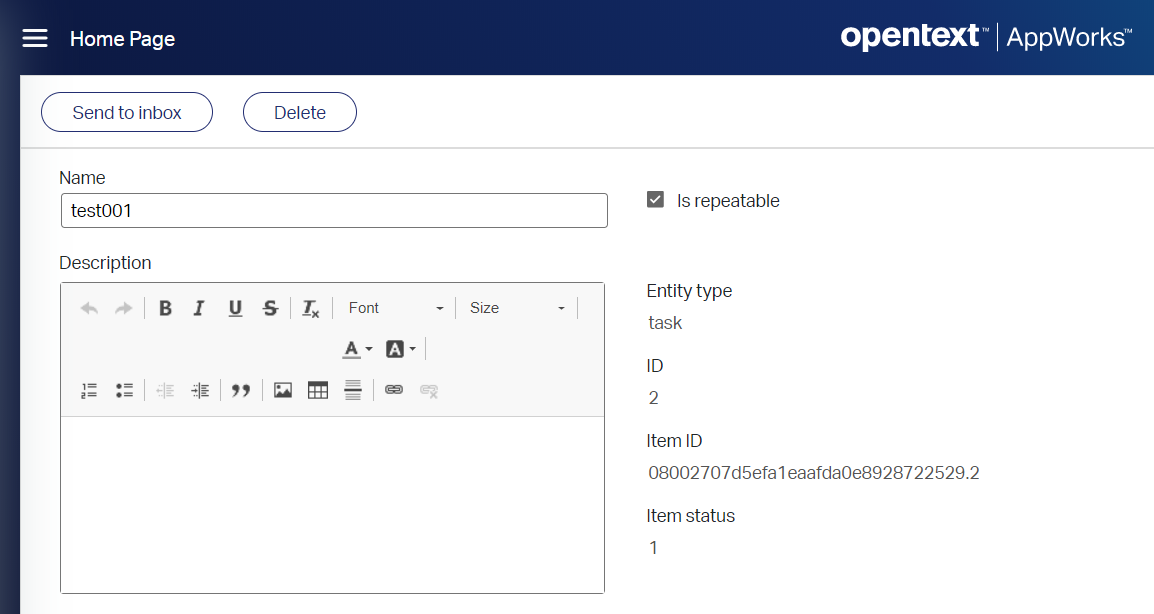 Home Page
opentext™ | AppWorks™
Send to inbox
Delete
Name
test001
Is repeatable
Description
B I U S Tx Font Size
A A
Entity type
task
ID
2
Item ID
08002707d5efa1eaafda0e8928722529.2
Item status
1